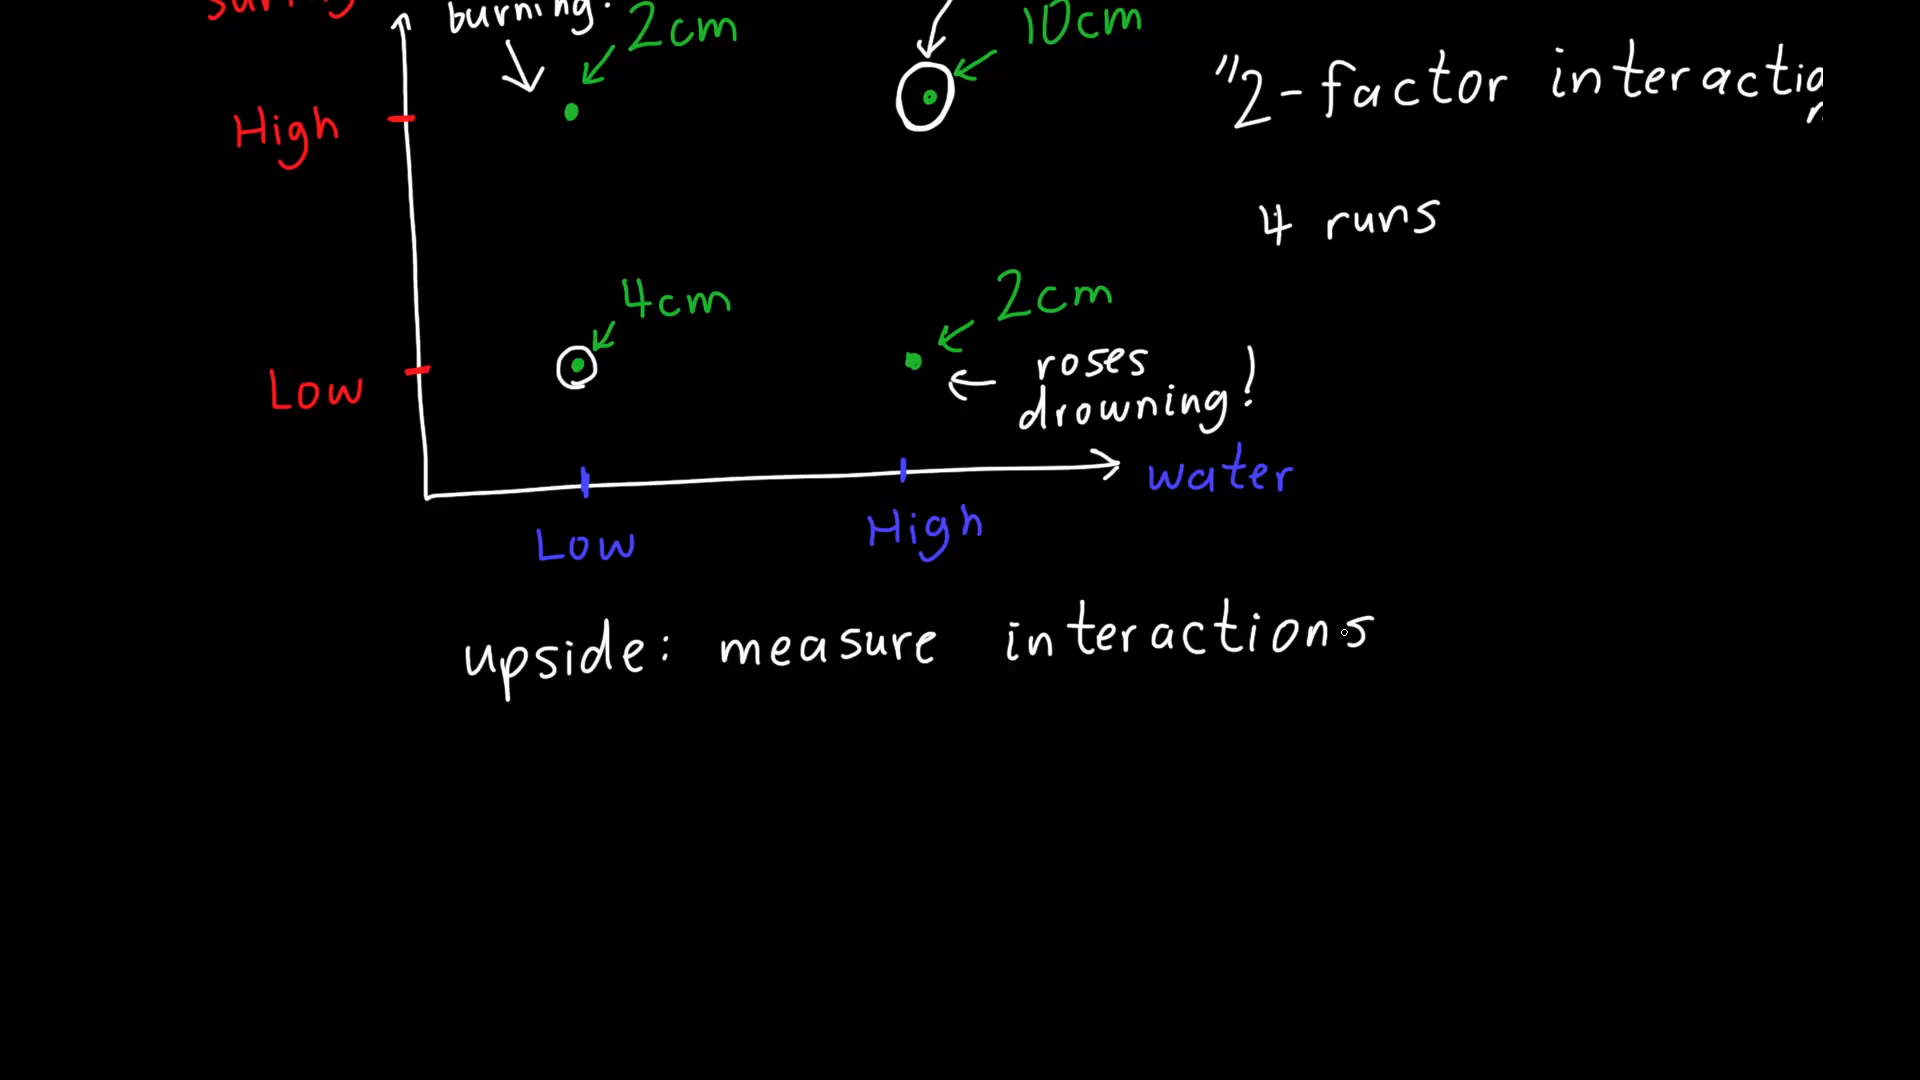 burning!
2cm
10cm
"2-factor interaction
High
4 runs
4cm
2cm
Low
roses
drowning!
water
Low
High
upside: measure interactions